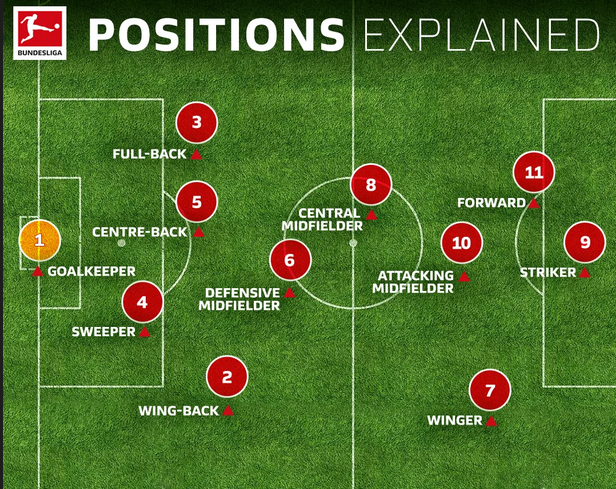 BUNDESLIGA
POSITIONS EXPLAINED
3
FULL-BACK
5
CENTRE-BACK
1
GOALKEEPER
4
SWEEPER
2
WING-BACK
8
CENTRAL
MIDFIELDER
6
DEFENSIVE
MIDFIELDER
10
ATTACKING
MIDFIELDER
11
FORWARD
9
STRIKER
7
WINGER